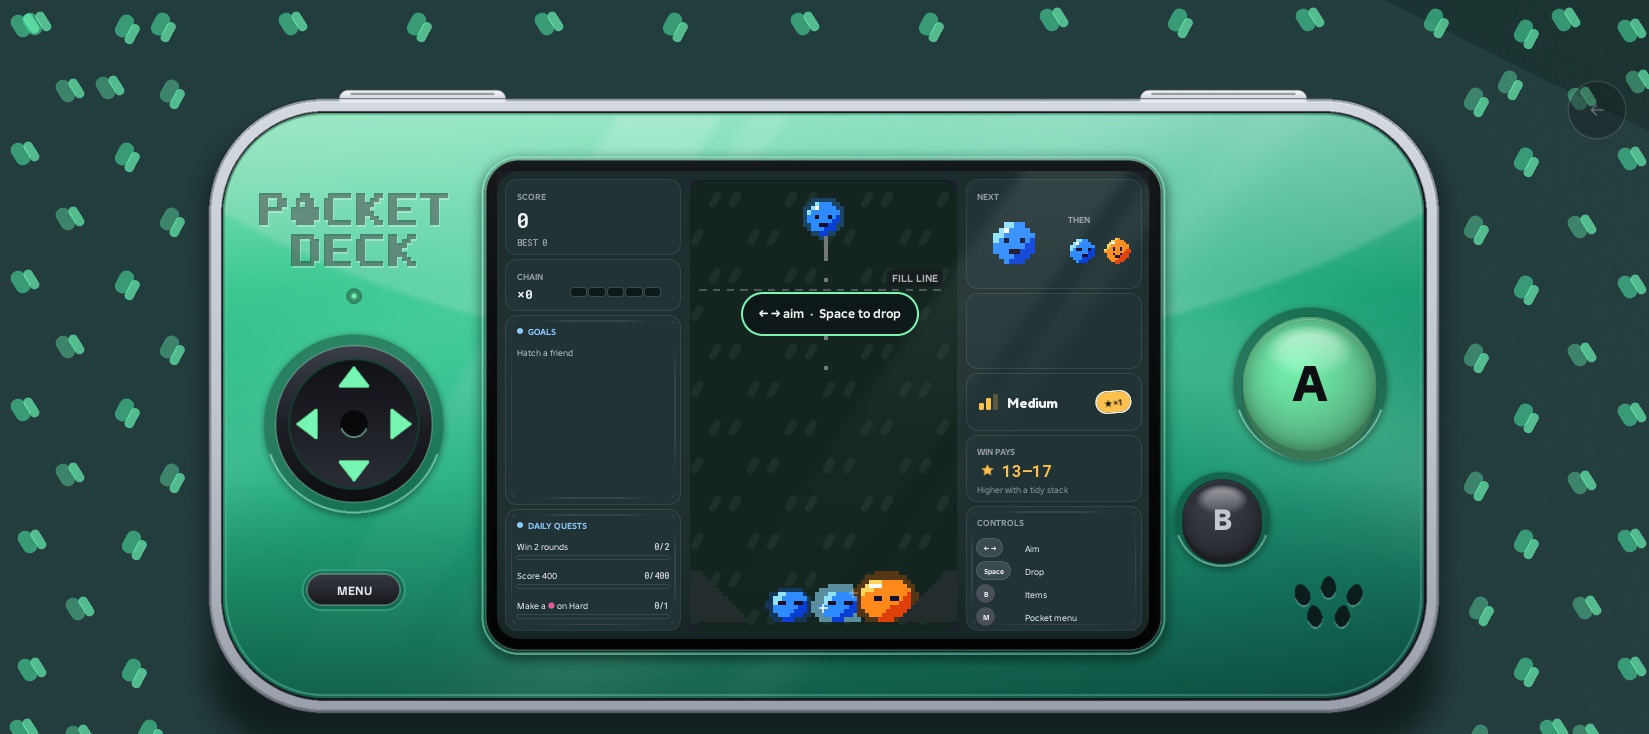 PACKET
DECK
MENU
SCORE
0
BEST 0
CHAIN
×0
GOALS
Hatch a friend
DAILY QUESTS
Win 2 rounds 0/2
Score 400 0/400
Make a on Hard 0/1
FILL LINE
←→ aim · Space to drop
NEXT
THEN
Medium ★×1
WIN PAYS
★ 13–17
Higher with a tidy stack
CONTROLS
←→ Aim
Space Drop
B Items
M Pocket menu
A
B
←